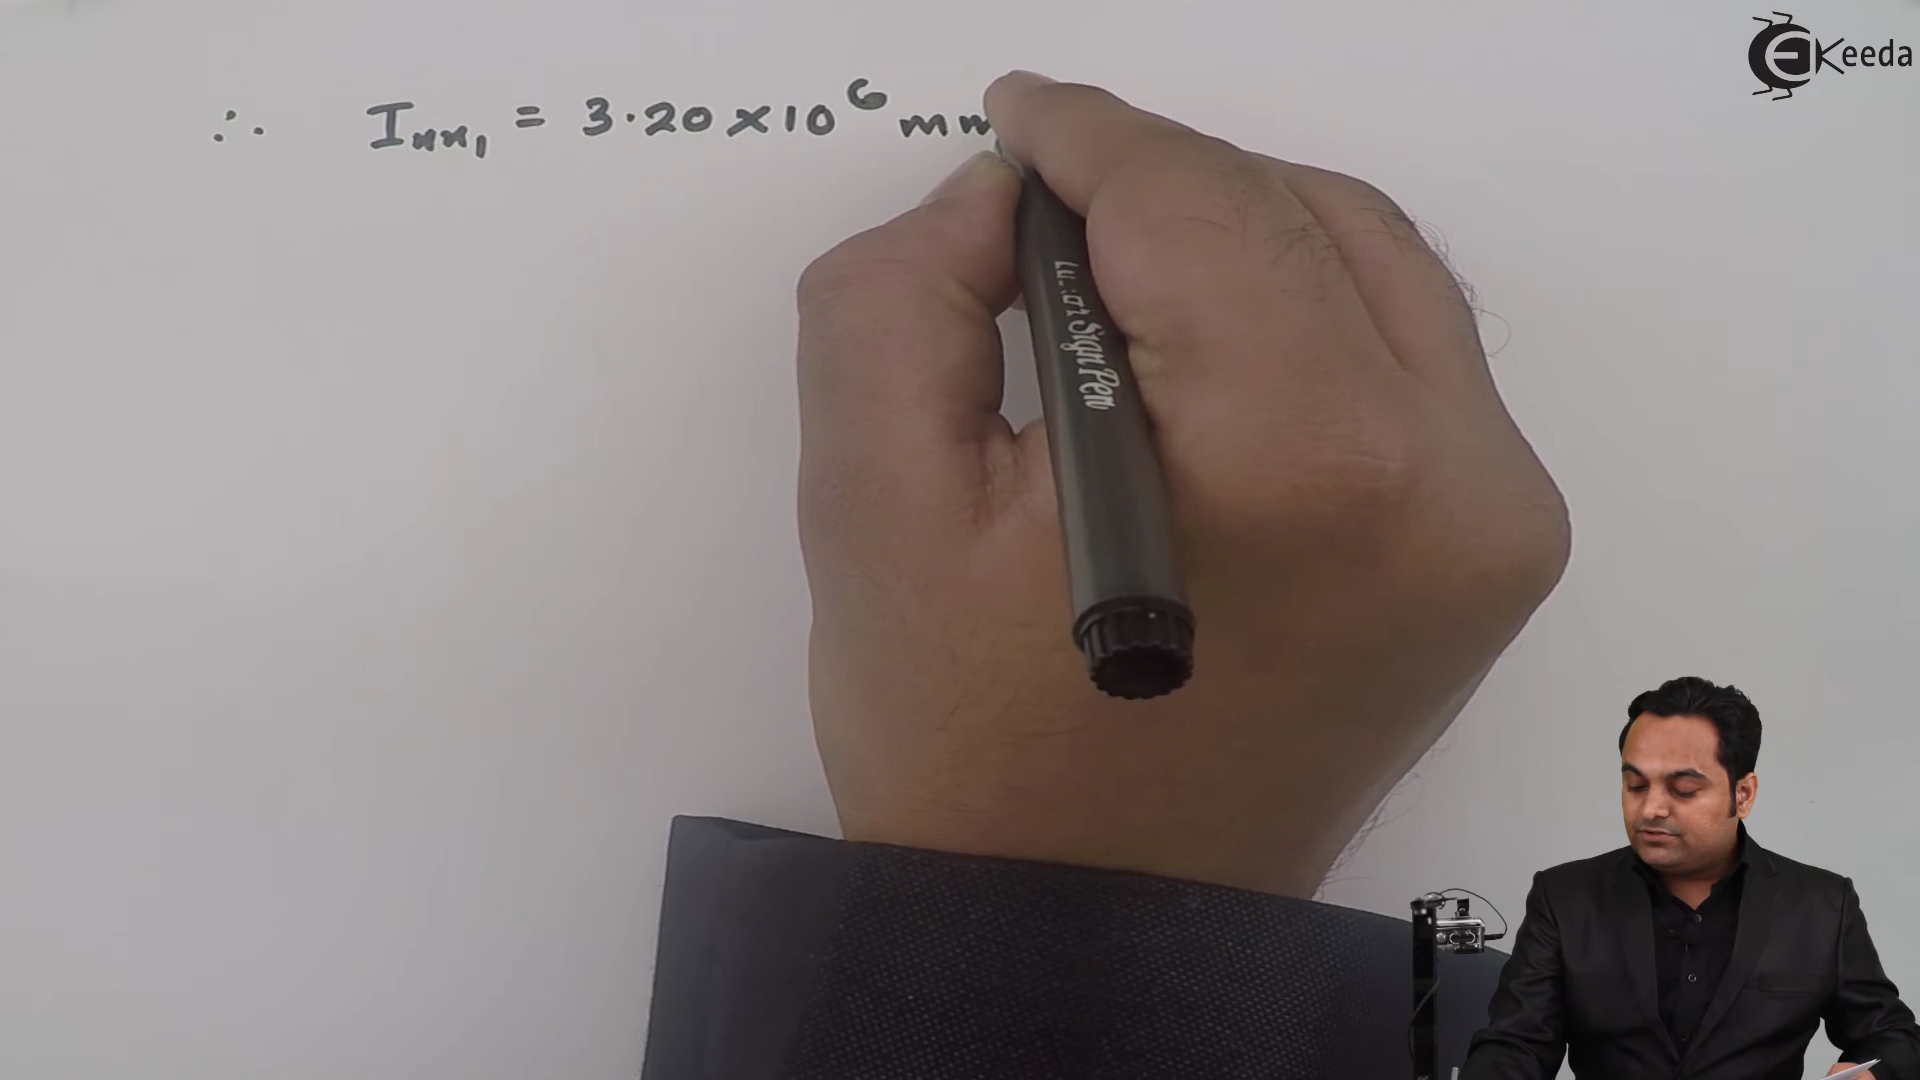 EKeeda
∴ Ixx₁ = 3.20 × 10⁶ mm
Sign Pen